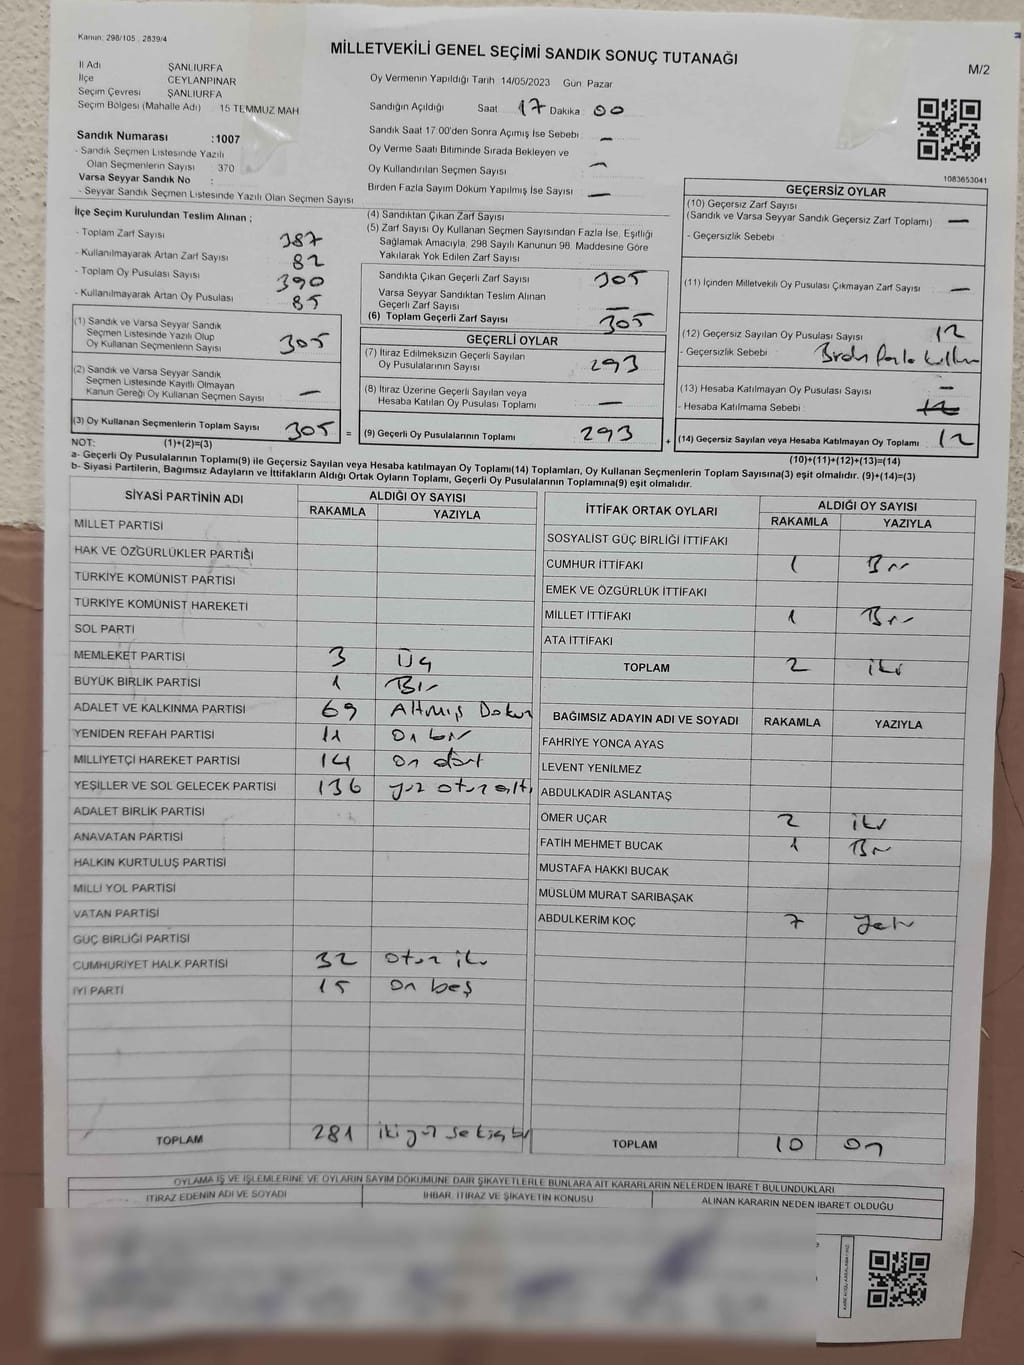 Kanun: 298/105 , 2839/4
MİLLETVEKİLİ GENEL SEÇİMİ SANDIK SONUÇ TUTANAĞI
M/2
İl Adı ŞANLIURFA
İlçe CEYLANPINAR
Seçim Çevresi ŞANLIURFA
Seçim Bölgesi (Mahalle Adı) 15 TEMMUZ MAH
Sandık Numarası :1007
- Sandık Seçmen Listesinde Yazılı
Olan Seçmenlerin Sayısı 370
Varsa Seyyar Sandık No :
- Seyyar Sandık Seçmen Listesinde Yazılı Olan Seçmen Sayısı
Oy Vermenin Yapıldığı Tarih 14/05/2023 Gün Pazar
Sandığın Açıldığı Saat 17 Dakika 00
Sandık Saat 17:00'den Sonra Açımış İse Sebebi —
Oy Verme Saati Bitiminde Sırada Bekleyen ve
Oy Kullandırılan Seçmen Sayısı —
Birden Fazla Sayım Döküm Yapılmış İse Sayısı —
1083653041
İlçe Seçim Kurulundan Teslim Alınan ;
- Toplam Zarf Sayısı 387
- Kullanılmayarak Artan Zarf Sayısı 82
- Toplam Oy Pusulası Sayısı 390
- Kullanılmayarak Artan Oy Pusulası 85
(1) Sandık ve Varsa Seyyar Sandık
Seçmen Listesinde Yazılı Olup
Oy Kullanan Seçmenlerin Sayısı 305
(2) Sandık ve Varsa Seyyar Sandık
Seçmen Listesinde Kayıtlı Olmayan
Kanun Gereği Oy Kullanan Seçmen Sayısı —
(3) Oy Kullanan Seçmenlerin Toplam Sayısı 305
(4) Sandıktan Çıkan Zarf Sayısı
(5) Zarf Sayısı Oy Kullanan Seçmen Sayısından Fazla İse, Eşitliği
Sağlamak Amacıyla, 298 Sayılı Kanunun 98. Maddesine Göre
Yakılarak Yok Edilen Zarf Sayısı
Sandıkta Çıkan Geçerli Zarf Sayısı 305
Varsa Seyyar Sandıktan Teslim Alınan
Geçerli Zarf Sayısı —
(6) Toplam Geçerli Zarf Sayısı 305
GEÇERLİ OYLAR
(7) İtiraz Edilmeksizin Geçerli Sayılan
Oy Pusulalarının Sayısı 293
(8) İtiraz Üzerine Geçerli Sayılan veya
Hesaba Katılan Oy Pusulası Toplamı —
= (9) Geçerli Oy Pusulalarının Toplamı 293
GEÇERSİZ OYLAR
(10) Geçersiz Zarf Sayısı
(Sandık ve Varsa Seyyar Sandık Geçersiz Zarf Toplamı) —
- Geçersizlik Sebebi
(11) İçinden Milletvekili Oy Pusulası Çıkmayan Zarf Sayısı —
(12) Geçersiz Sayılan Oy Pusulası Sayısı 12
- Geçersizlik Sebebi
(13) Hesaba Katılmayan Oy Pusulası Sayısı —
- Hesaba Katılmama Sebebi
+ (14) Geçersiz Sayılan veya Hesaba Katılmayan Oy Toplamı 12
NOT: (1)+(2)=(3) (10)+(11)+(12)+(13)=(14)
a- Geçerli Oy Pusulalarının Toplamı(9) ile Geçersiz Sayılan veya Hesaba katılmayan Oy Toplamı(14) Toplamları, Oy Kullanan Seçmenlerin Toplam Sayısına(3) eşit olmalıdır. (9)+(14)=(3)
b- Siyasi Partilerin, Bağımsız Adayların ve İttifakların Aldığı Ortak Oyların Toplamı, Geçerli Oy Pusulalarının Toplamına(9) eşit olmalıdır.
SİYASİ PARTİNİN ADI ALDIĞI OY SAYISI
RAKAMLA YAZIYLA
MİLLET PARTİSİ
HAK VE ÖZGÜRLÜKLER PARTİSİ
TÜRKİYE KOMÜNİST PARTİSİ
TÜRKİYE KOMÜNİST HAREKETİ
SOL PARTİ
MEMLEKET PARTİSİ 3 Üç
BÜYÜK BİRLİK PARTİSİ 1 Bir
ADALET VE KALKINMA PARTİSİ 69 Altmış Dokuz
YENİDEN REFAH PARTİSİ 11 On bir
MİLLİYETÇİ HAREKET PARTİSİ 14 On dört
YEŞİLLER VE SOL GELECEK PARTİSİ 136 yüz otuz altı
ADALET BİRLİK PARTİSİ
ANAVATAN PARTİSİ
HALKIN KURTULUŞ PARTİSİ
MİLLİ YOL PARTİSİ
VATAN PARTİSİ
GÜÇ BİRLİĞİ PARTİSİ
CUMHURİYET HALK PARTİSİ 32 otuz iki
İYİ PARTİ 15 On beş
TOPLAM 281 iki yüz seksen bir
İTTİFAK ORTAK OYLARI ALDIĞI OY SAYISI
RAKAMLA YAZIYLA
SOSYALİST GÜÇ BİRLİĞİ İTTİFAKI
CUMHUR İTTİFAKI 1 Bir
EMEK VE ÖZGÜRLÜK İTTİFAKI
MİLLET İTTİFAKI 1 Bir
ATA İTTİFAKI
TOPLAM 2 iki
BAĞIMSIZ ADAYIN ADI VE SOYADI RAKAMLA YAZIYLA
FAHRİYE YONCA AYAS
LEVENT YENİLMEZ
ABDULKADİR ASLANTAŞ
ÖMER UÇAR 2 iki
FATİH MEHMET BUCAK 1 Bir
MUSTAFA HAKKI BUCAK
MÜSLÜM MURAT SARIBAŞAK
ABDULKERİM KOÇ 7 Yedi
TOPLAM 10 On
OYLAMA İŞ VE İŞLEMLERİNE VE OYLARIN SAYIM DÖKÜMÜNE DAİR ŞİKAYETLERLE BUNLARA AİT KARARLARIN NELERDEN İBARET BULUNDUKLARI
İTİRAZ EDENİN ADI VE SOYADI İHBAR, İTİRAZ VE ŞİKAYETİN KONUSU ALINAN KARARIN NEDEN İBARET OLDUĞU